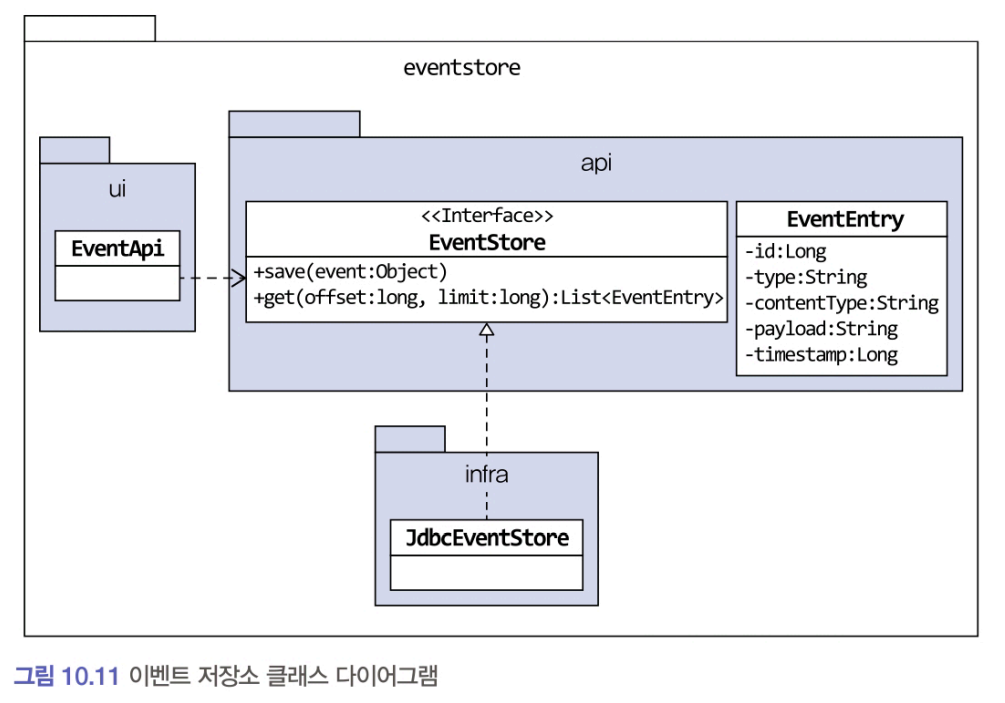 eventstore
ui
EventApi
api
<<Interface>>
EventStore
+save(event:Object)
+get(offset:long, limit:long):List<EventEntry>
EventEntry
-id:Long
-type:String
-contentType:String
-payload:String
-timestamp:Long
infra
JdbcEventStore
그림 10.11 이벤트 저장소 클래스 다이어그램